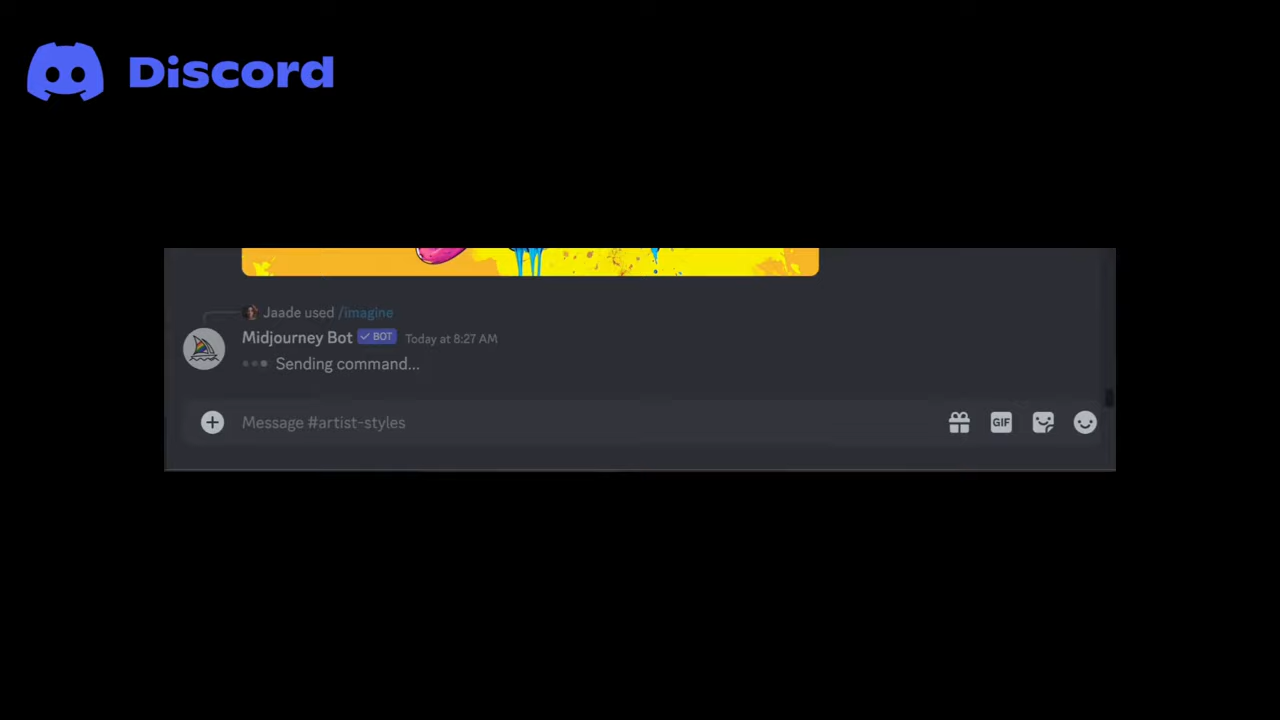 Discord
Jaade used /imagine
Midjourney Bot BOT Today at 8:27 AM
Sending command...
Message #artist-styles
GIF